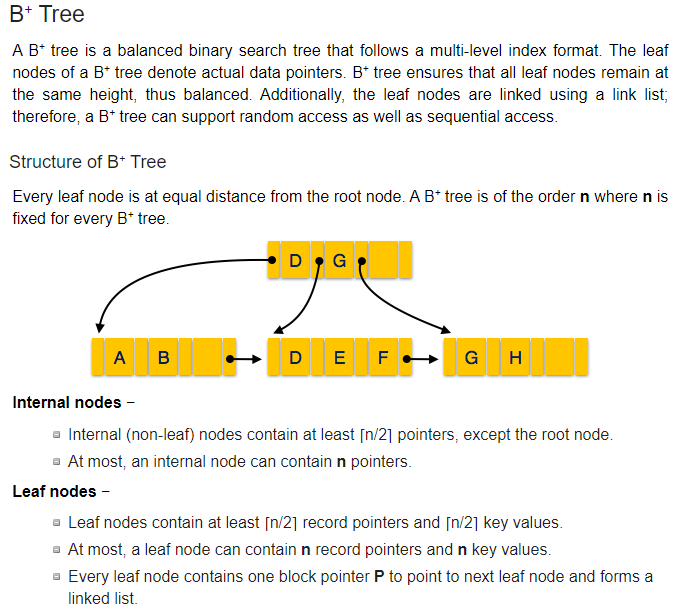 B⁺ Tree
A B⁺ tree is a balanced binary search tree that follows a multi-level index format. The leaf
nodes of a B⁺ tree denote actual data pointers. B⁺ tree ensures that all leaf nodes remain at
the same height, thus balanced. Additionally, the leaf nodes are linked using a link list;
therefore, a B⁺ tree can support random access as well as sequential access.
Structure of B⁺ Tree
Every leaf node is at equal distance from the root node. A B⁺ tree is of the order n where n is
fixed for every B⁺ tree.
D G
A B D E F G H
Internal nodes −
Internal (non-leaf) nodes contain at least ⌈n/2⌉ pointers, except the root node.
At most, an internal node can contain n pointers.
Leaf nodes −
Leaf nodes contain at least ⌈n/2⌉ record pointers and ⌈n/2⌉ key values.
At most, a leaf node can contain n record pointers and n key values.
Every leaf node contains one block pointer P to point to next leaf node and forms a
linked list.